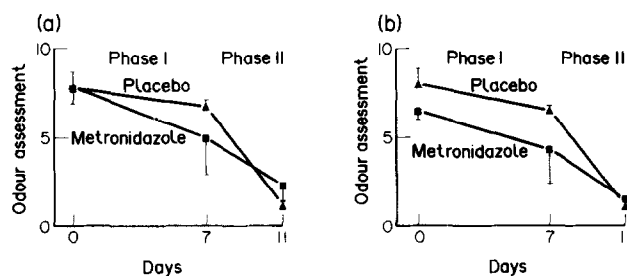 (a)
Odour assessment
10
5
0
Phase I
Phase II
Placebo
Metronidazole
0
7
11
Days
(b)
Odour assessment
10
5
0
Phase I
Phase II
Placebo
Metronidazole
0
7
1
Days